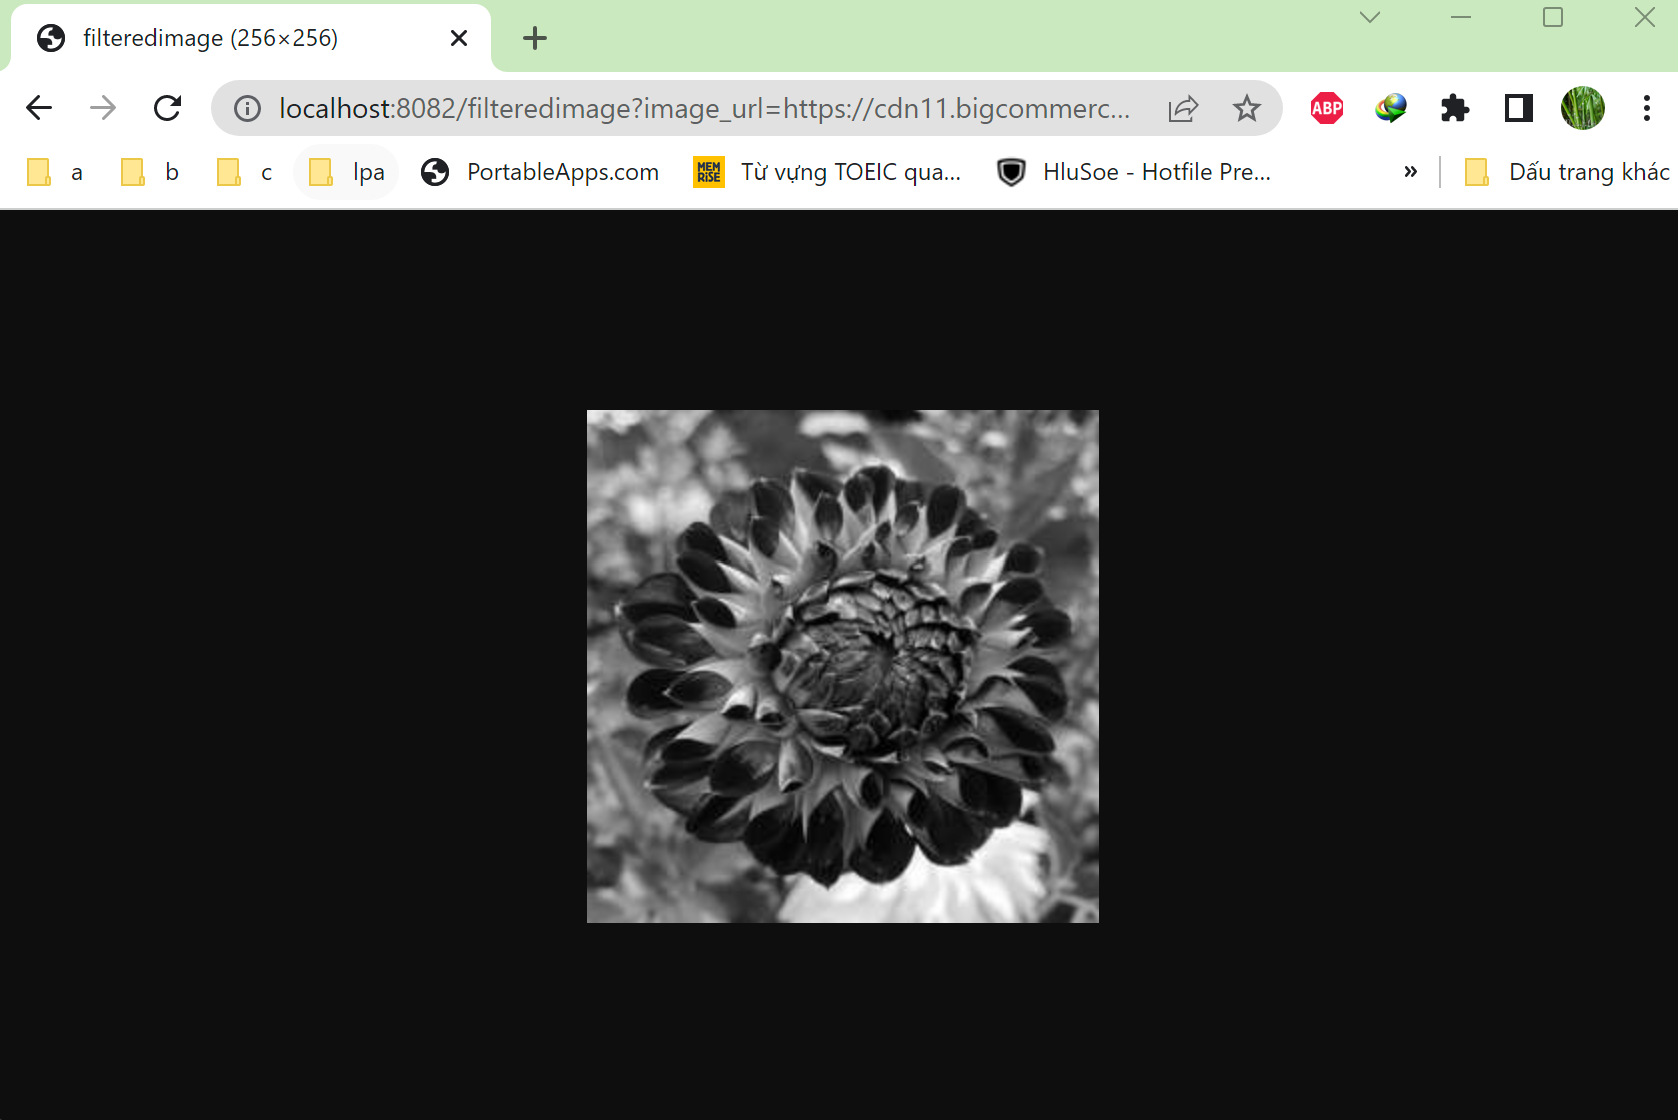 filteredimage (256×256)
localhost:8082/filteredimage?image_url=https://cdn11.bigcommerc...
ABP
a b c lpa PortableApps.com MEM RiSE Từ vựng TOEIC qua... HluSoe - Hotfile Pre... » Dấu trang khác